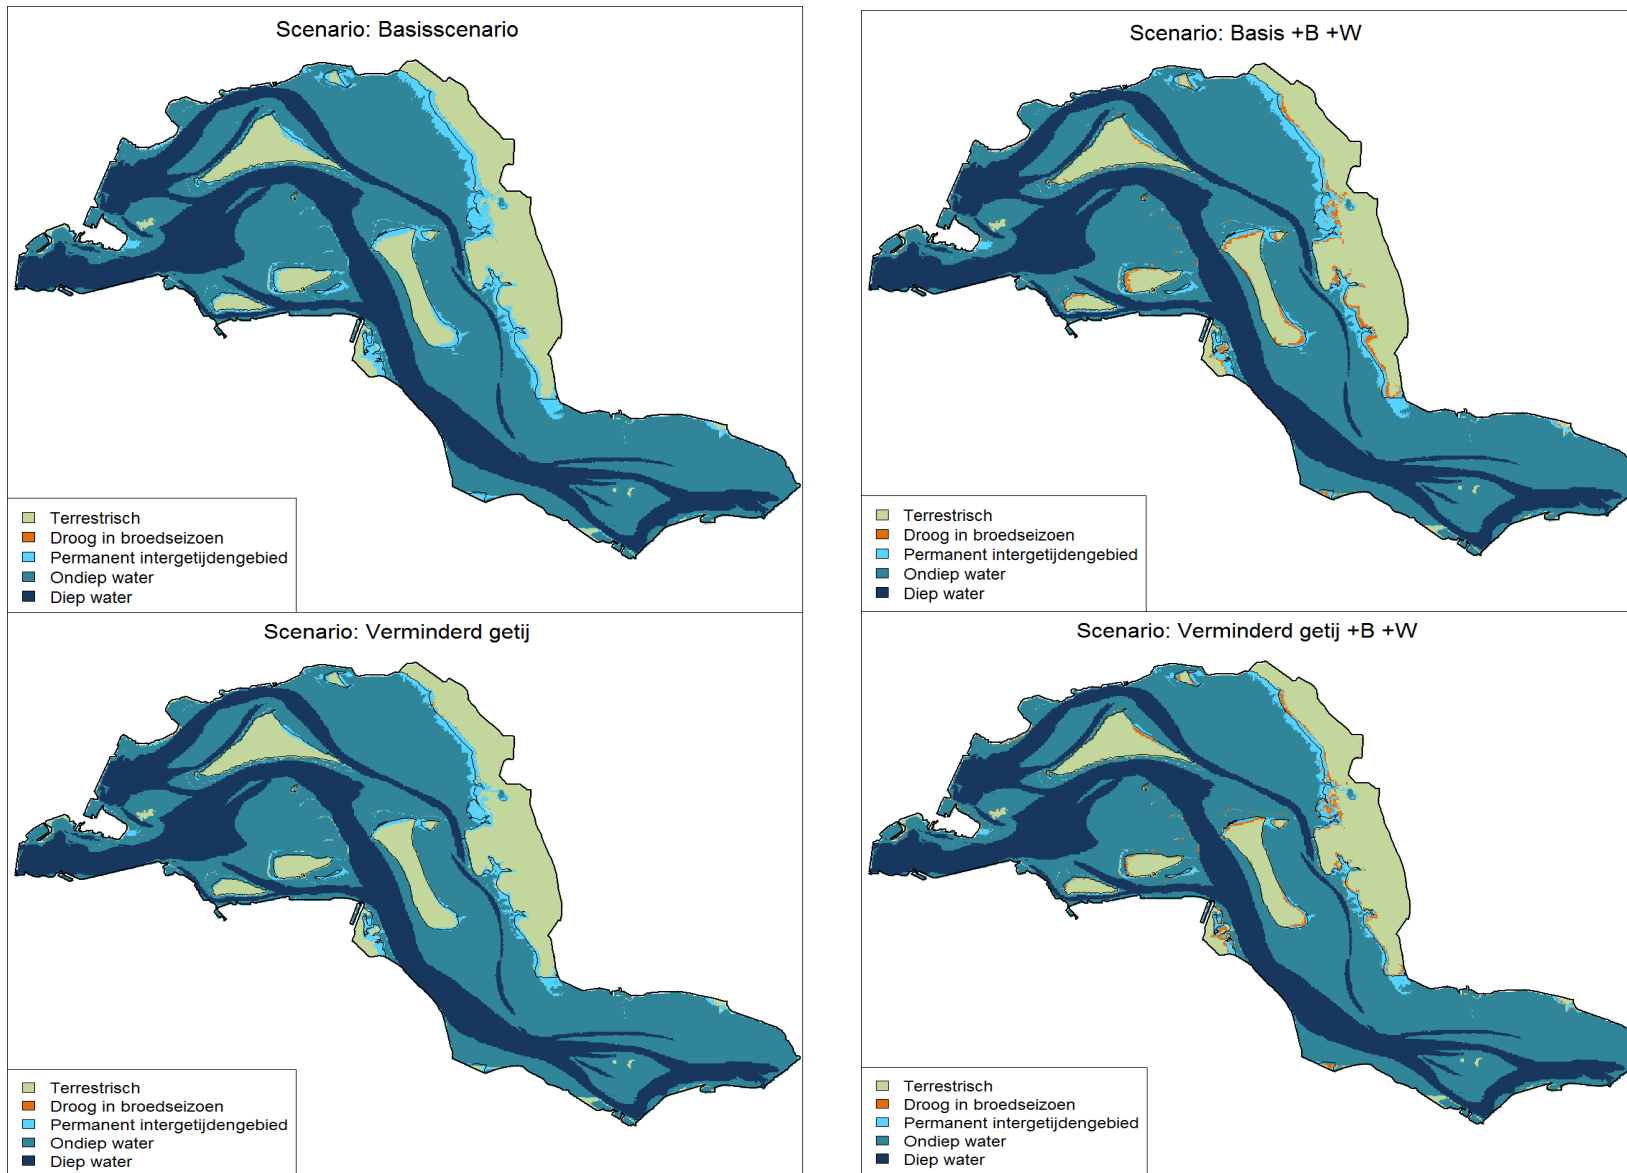 Scenario: Basisscenario
Terrestrisch
Droog in broedseizoen
Permanent intergetijdengebied
Ondiep water
Diep water
Scenario: Basis +B +W
Terrestrisch
Droog in broedseizoen
Permanent intergetijdengebied
Ondiep water
Diep water
Scenario: Verminderd getij
Terrestrisch
Droog in broedseizoen
Permanent intergetijdengebied
Ondiep water
Diep water
Scenario: Verminderd getij +B +W
Terrestrisch
Droog in broedseizoen
Permanent intergetijdengebied
Ondiep water
Diep water